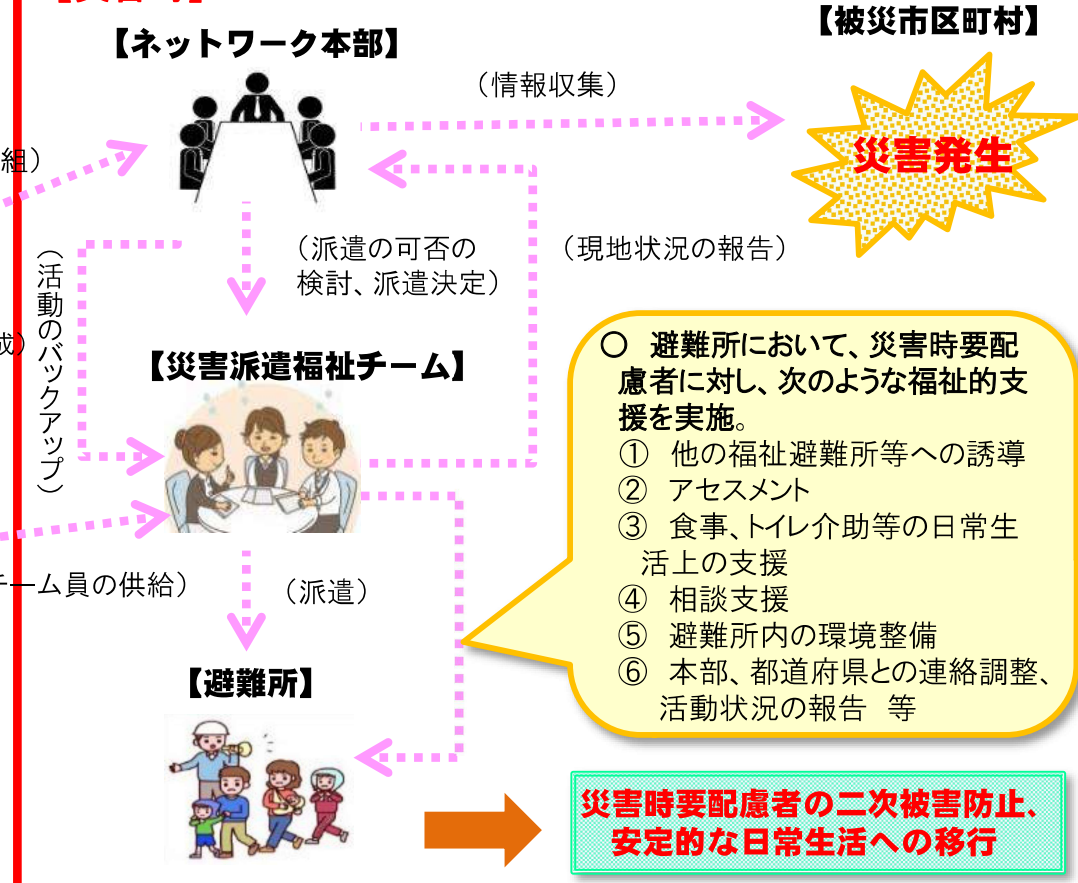 【被災市区町村】
【ネットワーク本部】
（情報収集）
災害発生
組）
（派遣の可否の
検討、派遣決定）
（現地状況の報告）
（活動のバックアップ）
成）
【災害派遣福祉チーム】
○　避難所において、災害時要配
慮者に対し、次のような福祉的支
援を実施。
①　他の福祉避難所等への誘導
②　アセスメント
③　食事、トイレ介助等の日常生
活上の支援
④　相談支援
⑤　避難所内の環境整備
⑥　本部、都道府県との連絡調整、
活動状況の報告　等
チーム員の供給）
（派遣）
【避難所】
災害時要配慮者の二次被害防止、
安定的な日常生活への移行